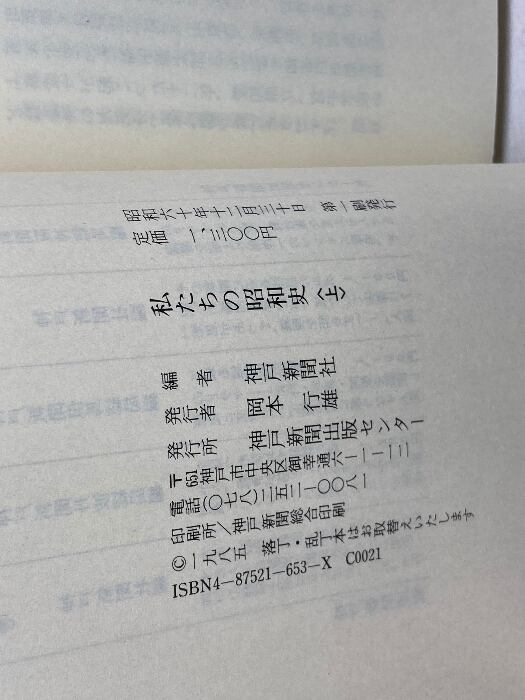 昭和六十年十二月三十日　第一刷発行
定価　一、三〇〇円
私たちの昭和史〈上〉
編者　神戸新聞社
発行者　岡本　行雄
発行所　神戸新聞出版センター
〒651神戸市中央区御幸通六―一―一二
電話(〇七八)二五二―〇〇八一
印刷所／神戸新聞総合印刷
©一九八五　落丁・乱丁本はお取替えいたします
ISBN4―87521―653―X　C0021